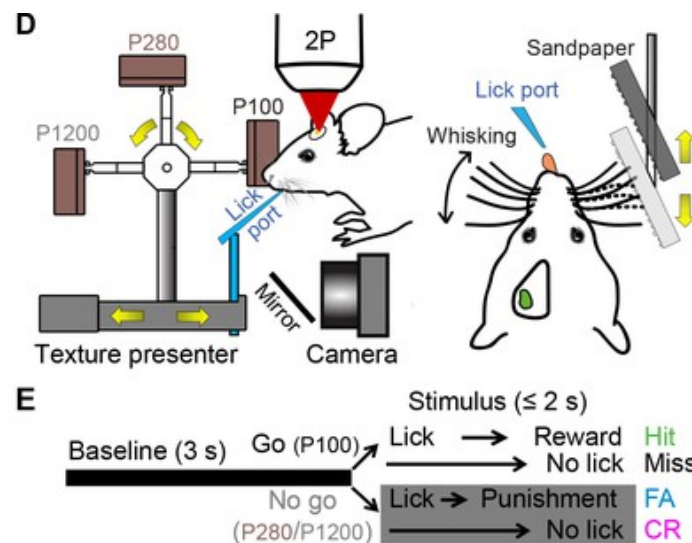 D
P280
2P
P1200
P100
Lick
port
Mirror
Texture presenter
Camera
Sandpaper
Lick port
Whisking
E
Stimulus (≤ 2 s)
Baseline (3 s)
Go (P100)
Lick
Reward
Hit
No lick
Miss
No go
(P280/P1200)
Lick
Punishment
FA
No lick
CR